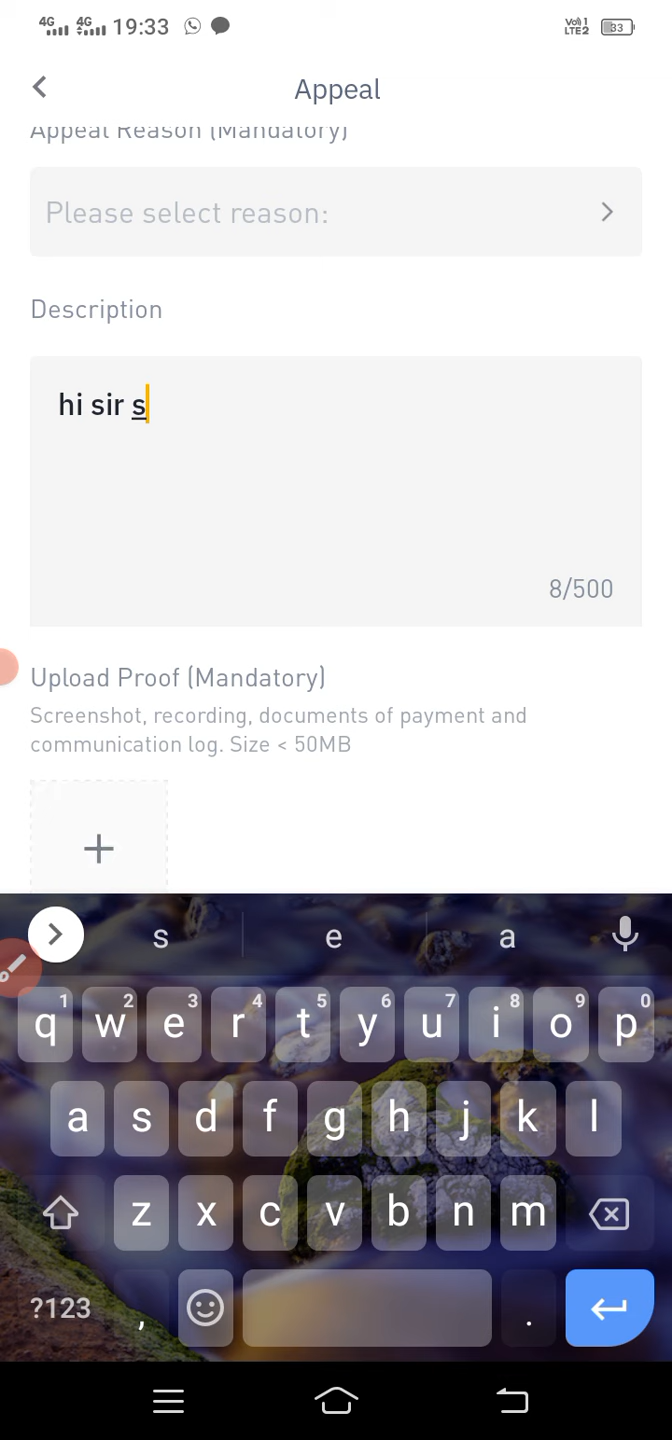 4G 4G 19:33 Vo) 1 LTE2 33
Appeal
Appeal Reason (Mandatory)
Please select reason:
Description
hi sir s
8/500
Upload Proof (Mandatory)
Screenshot, recording, documents of payment and
communication log. Size < 50MB
+
s e a
1 2 3 4 5 6 7 8 9 0
q w e r t y u i o p
a s d f g h j k l
z x c v b n m
?123 , .